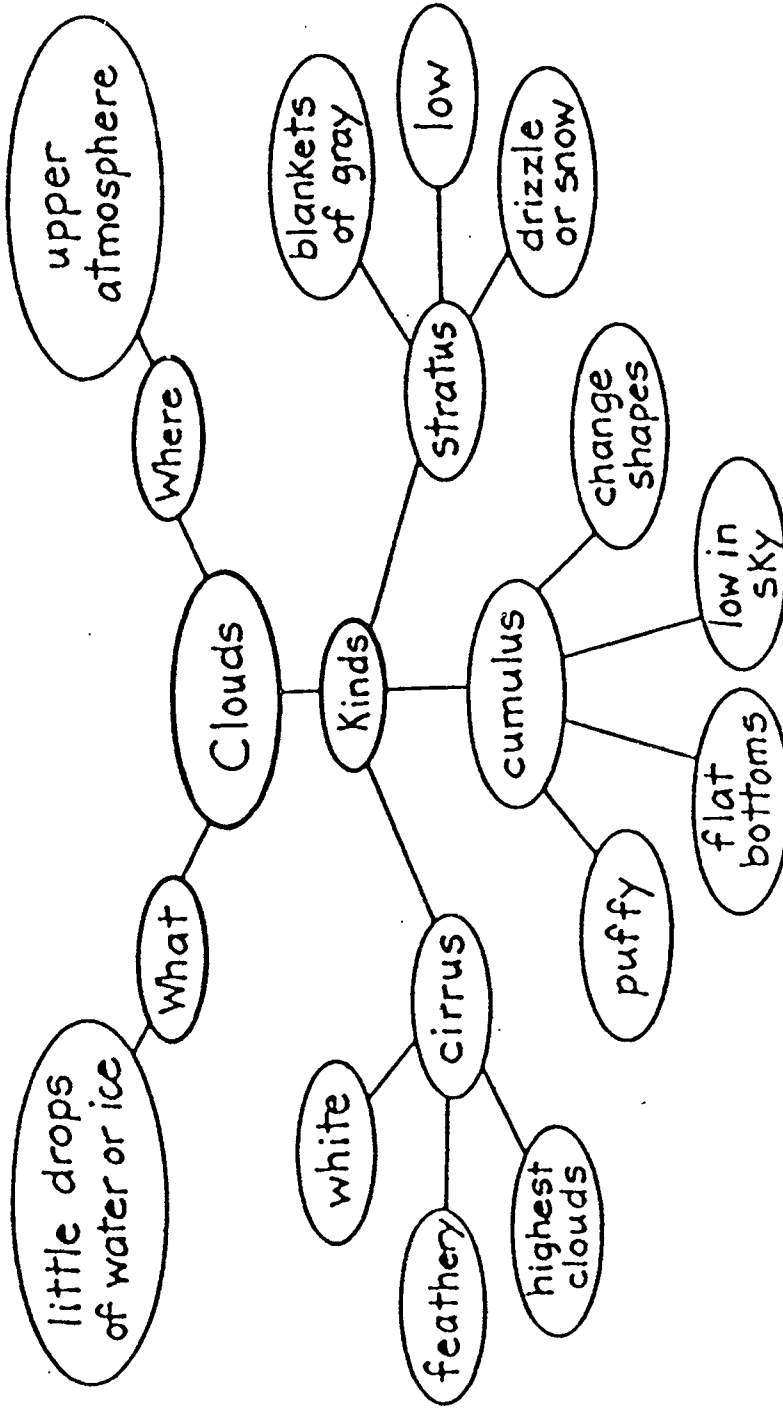 little drops
of water or ice
What
Clouds
Where
upper
atmosphere
Kinds
cirrus
white
feathery
highest
clouds
cumulus
puffy
flat
bottoms
low in
sky
change
shapes
stratus
blankets
of gray
low
drizzle
or snow